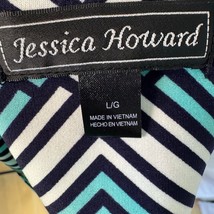 Jessica Howard
L/G
MADE IN VIETNAM
HECHO EN VIETNAM